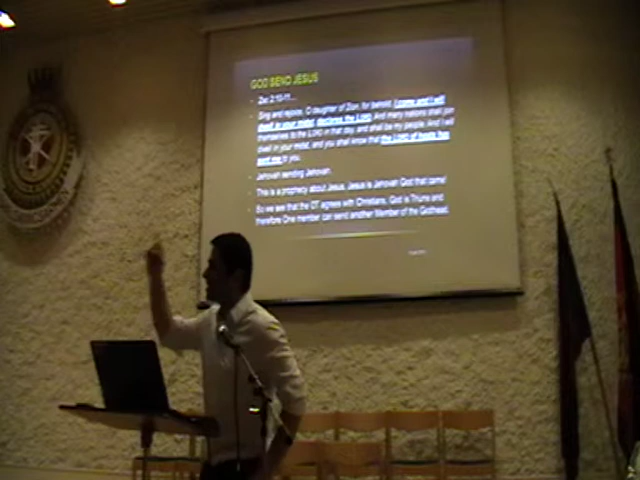 GOD SEND JESUS
Zec 2:10-11...
Sing and rejoice, O daughter of Zion, for behold, I come and I will
dwell in your midst, declares the LORD. And many nations shall join
themselves to the LORD in that day, and shall be my people. And I will
dwell in your midst, and you shall know that the LORD of hosts has
sent me to you.
Jehovah sending Jehovah.
This is a prophecy about Jesus. Jesus is Jehovah God that came!
So we see that the OT agrees with Christians, God is Triune and
therefore One member can send another Member of the Godhead.